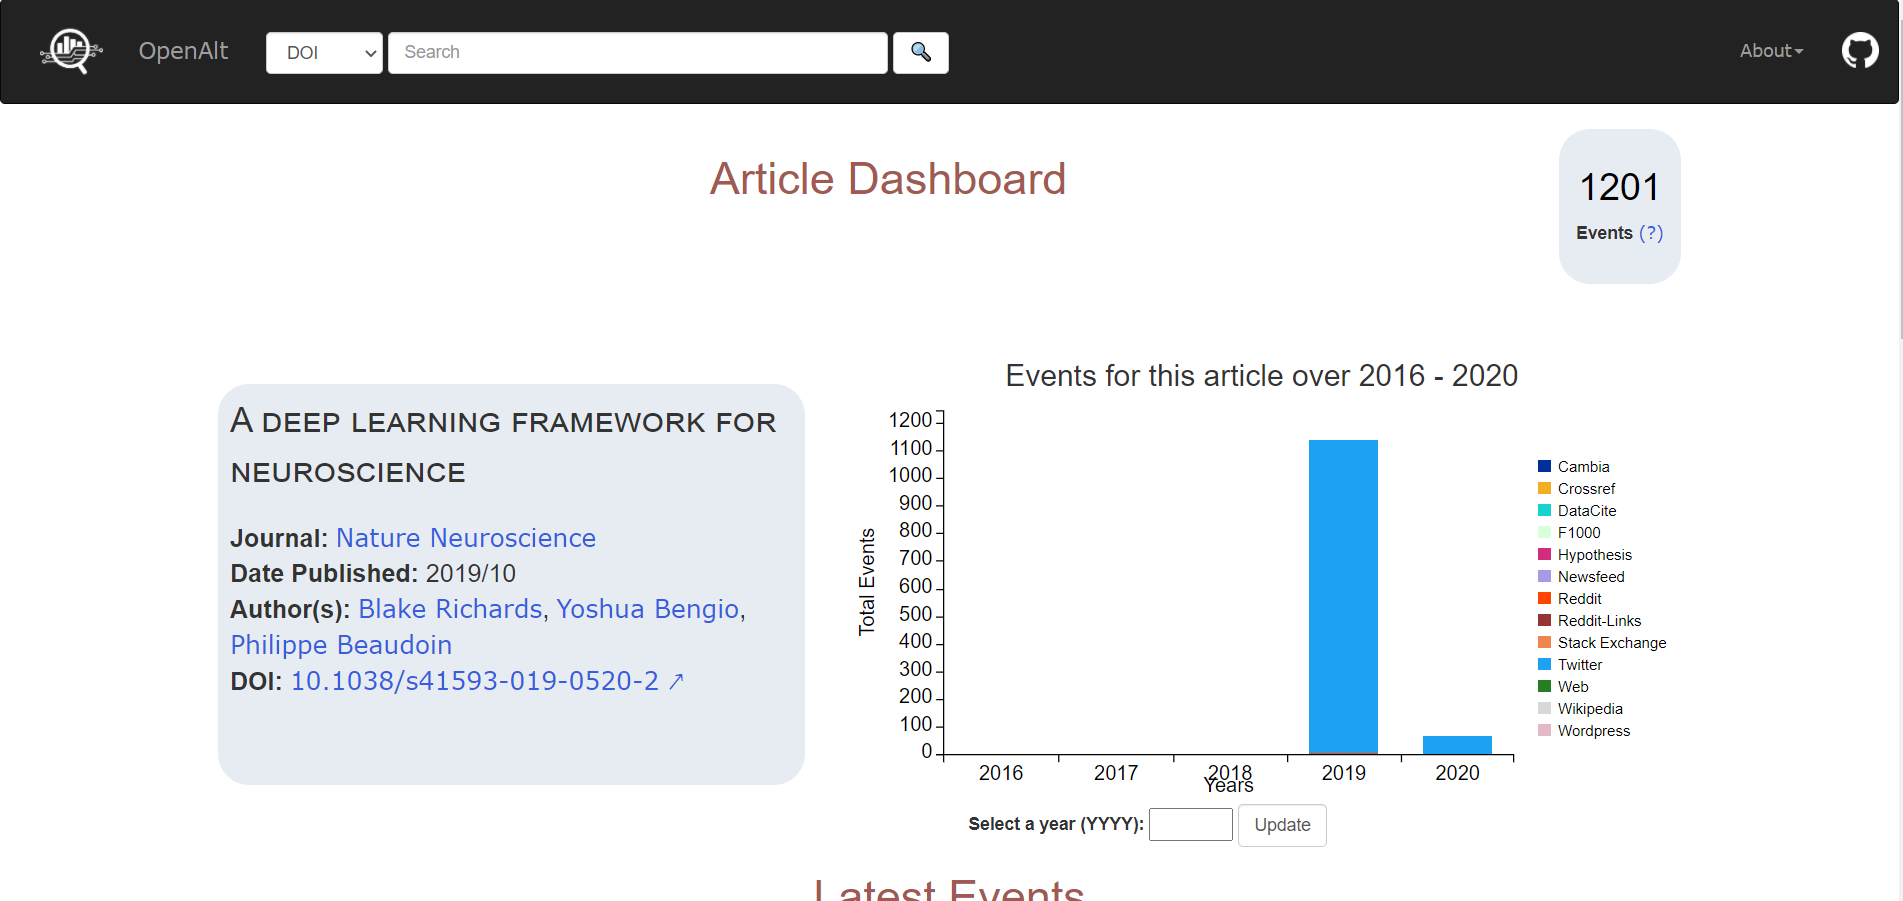 OpenAlt
DOI
Search
About
Article Dashboard
1201
Events (?)
A deep learning framework for
neuroscience
Journal: Nature Neuroscience
Date Published: 2019/10
Author(s): Blake Richards, Yoshua Bengio,
Philippe Beaudoin
DOI: 10.1038/s41593-019-0520-2 ↗
Events for this article over 2016 - 2020
Total Events
1200
1100
1000
900
800
700
600
500
400
300
200
100
0
2016 2017 2018 2019 2020
Years
Cambia
Crossref
DataCite
F1000
Hypothesis
Newsfeed
Reddit
Reddit-Links
Stack Exchange
Twitter
Web
Wikipedia
Wordpress
Select a year (YYYY):
Update
Latest Events